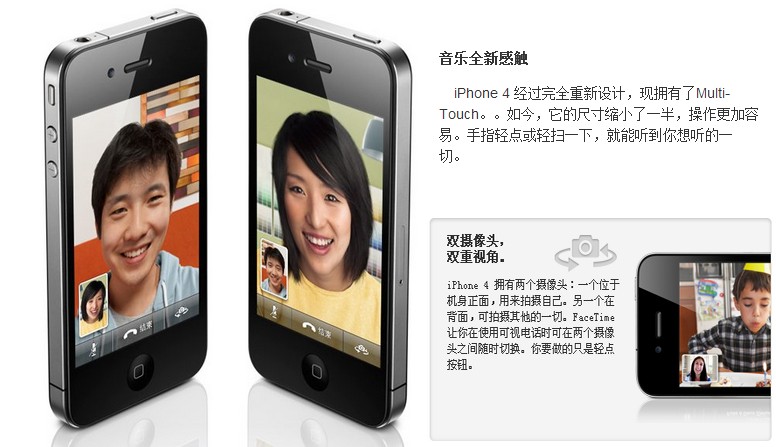 音乐全新感触
iPhone 4 经过完全重新设计，现拥有了Multi-
Touch。。如今，它的尺寸缩小了一半，操作更加容
易。手指轻点或轻扫一下，就能听到你想听的一
切。
双摄像头，
双重视角。
iPhone 4 拥有两个摄像头：一个位于
机身正面，用来拍摄自己。另一个在
背面，可拍摄其他的一切。FaceTime
让你在使用可视电话时可在两个摄像
头之间随时切换。你要做的只是轻点
按钮。
结束
结束